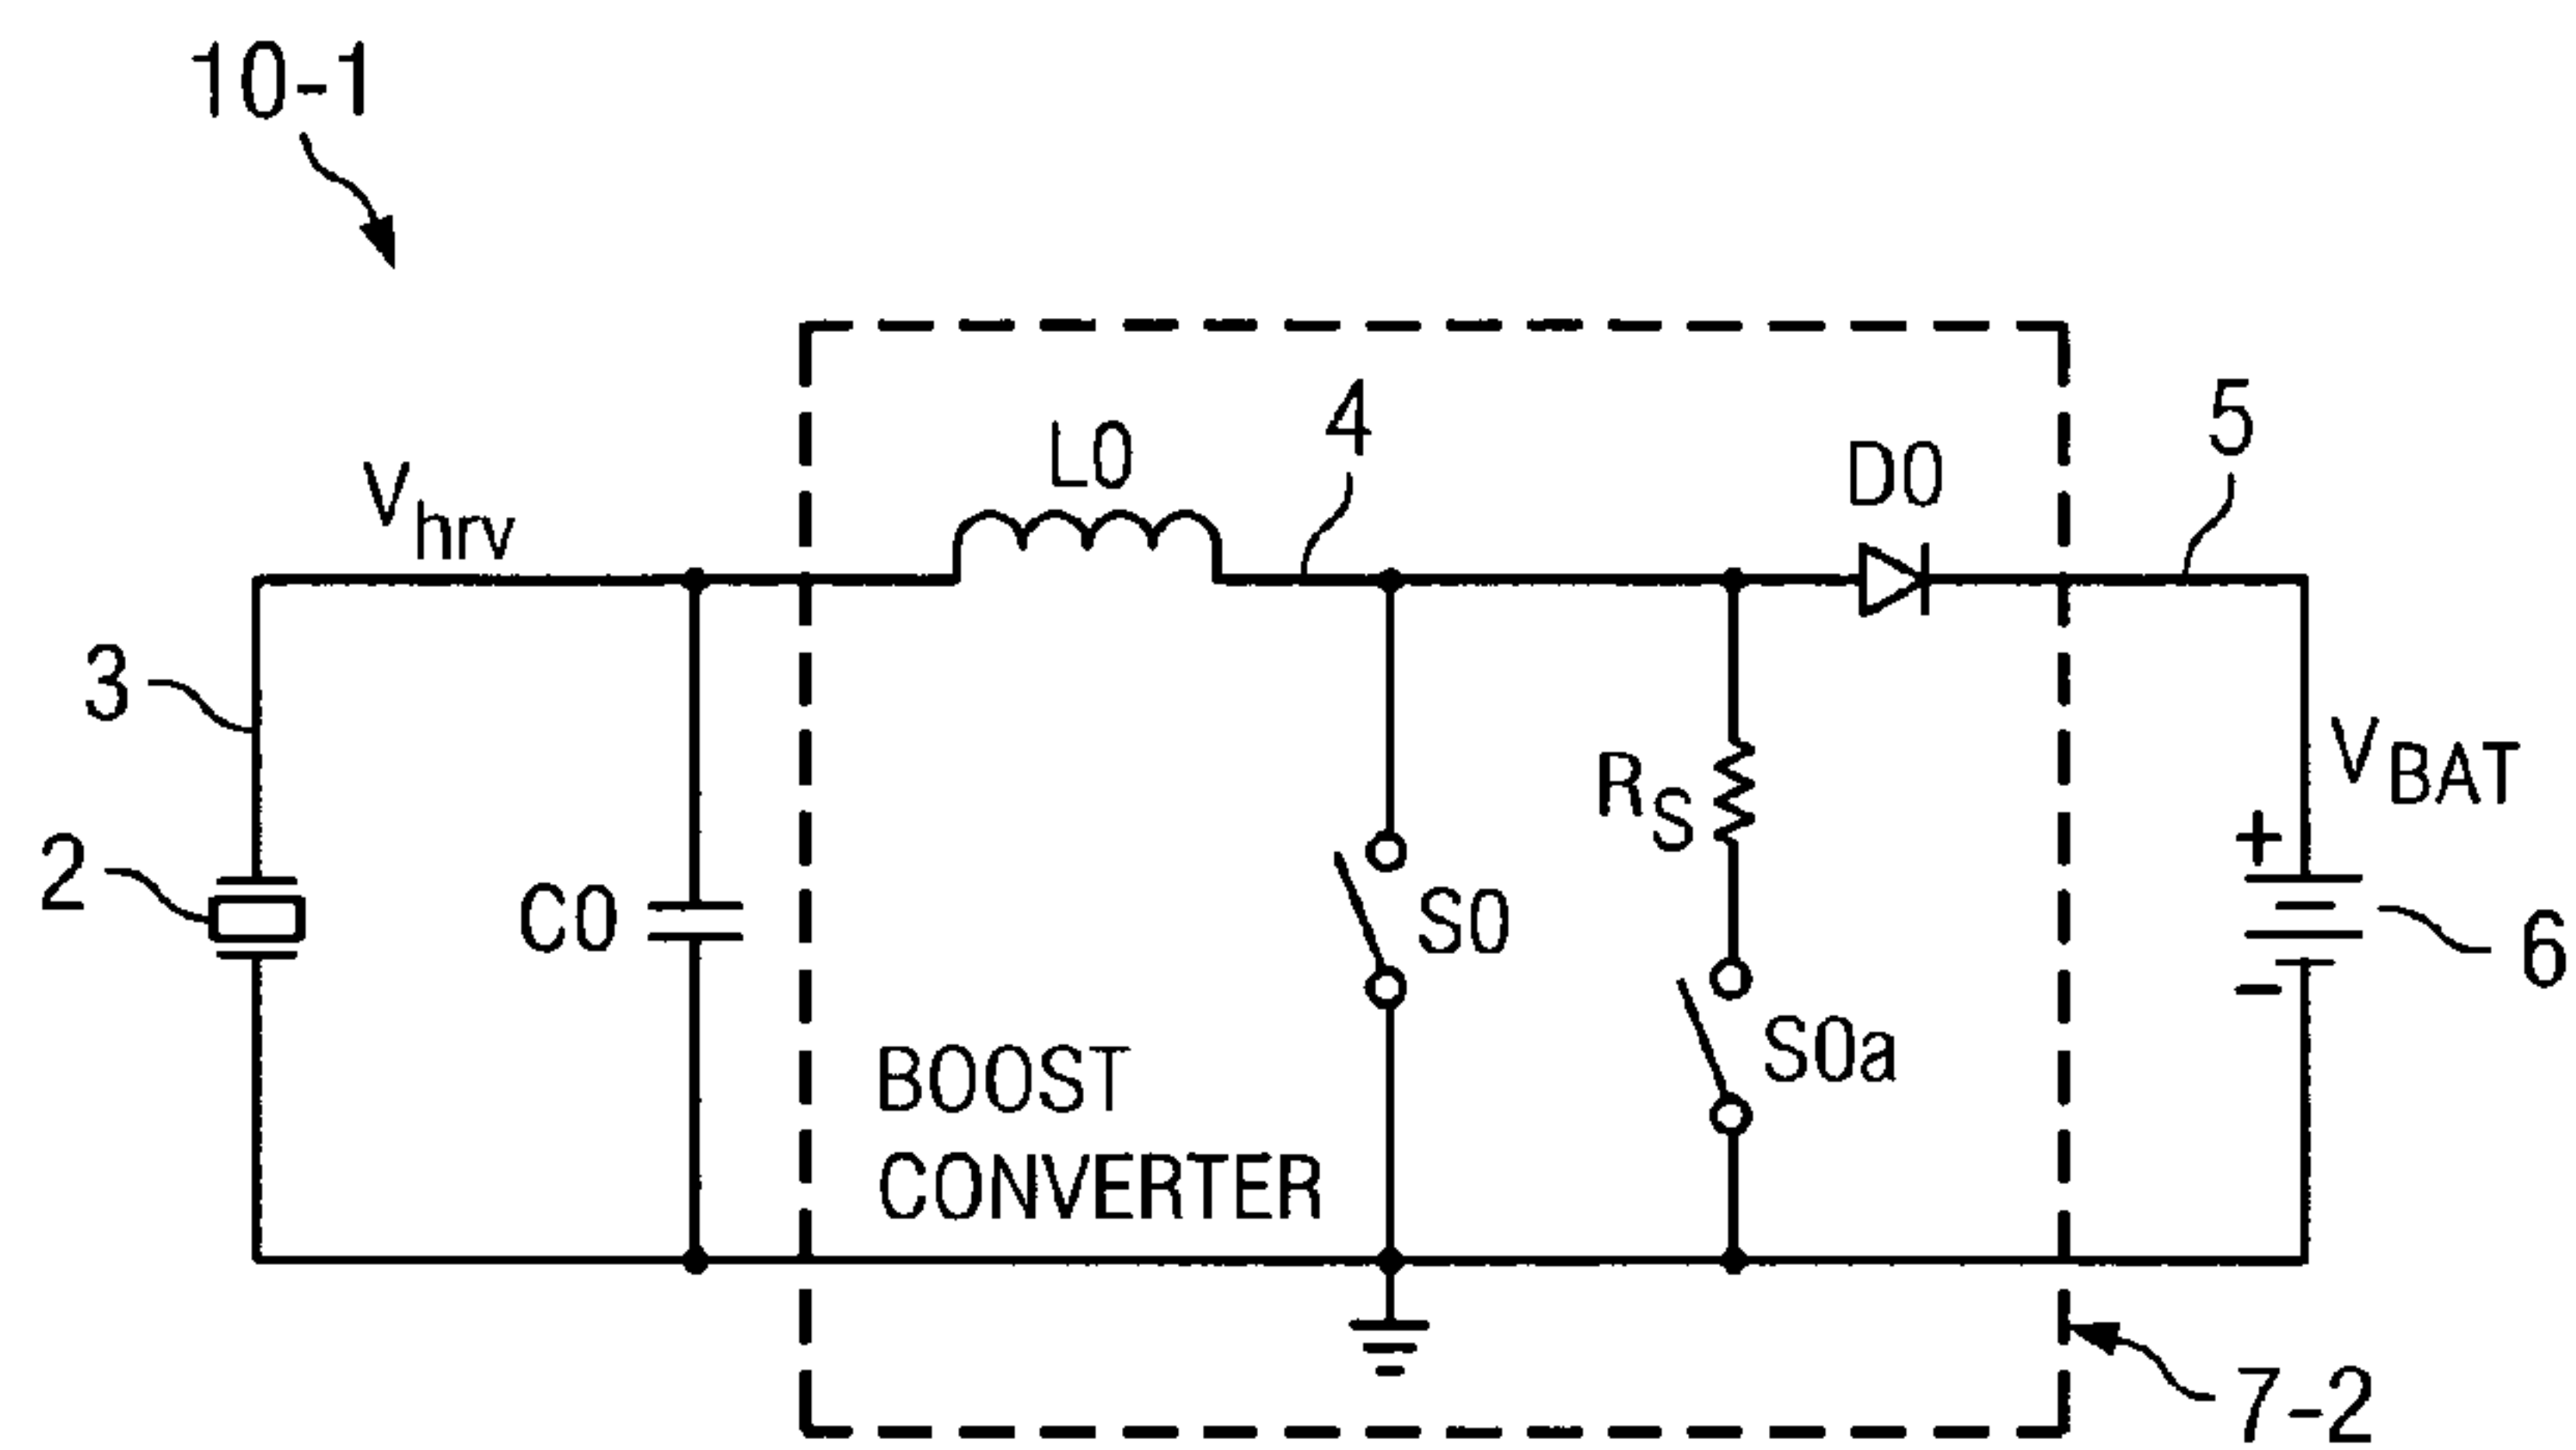 10-1
4
5
L0
D0
Vhrv
3
VBAT
RS
+
2
C0
S0
6
-
S0a
BOOST
CONVERTER
7-2